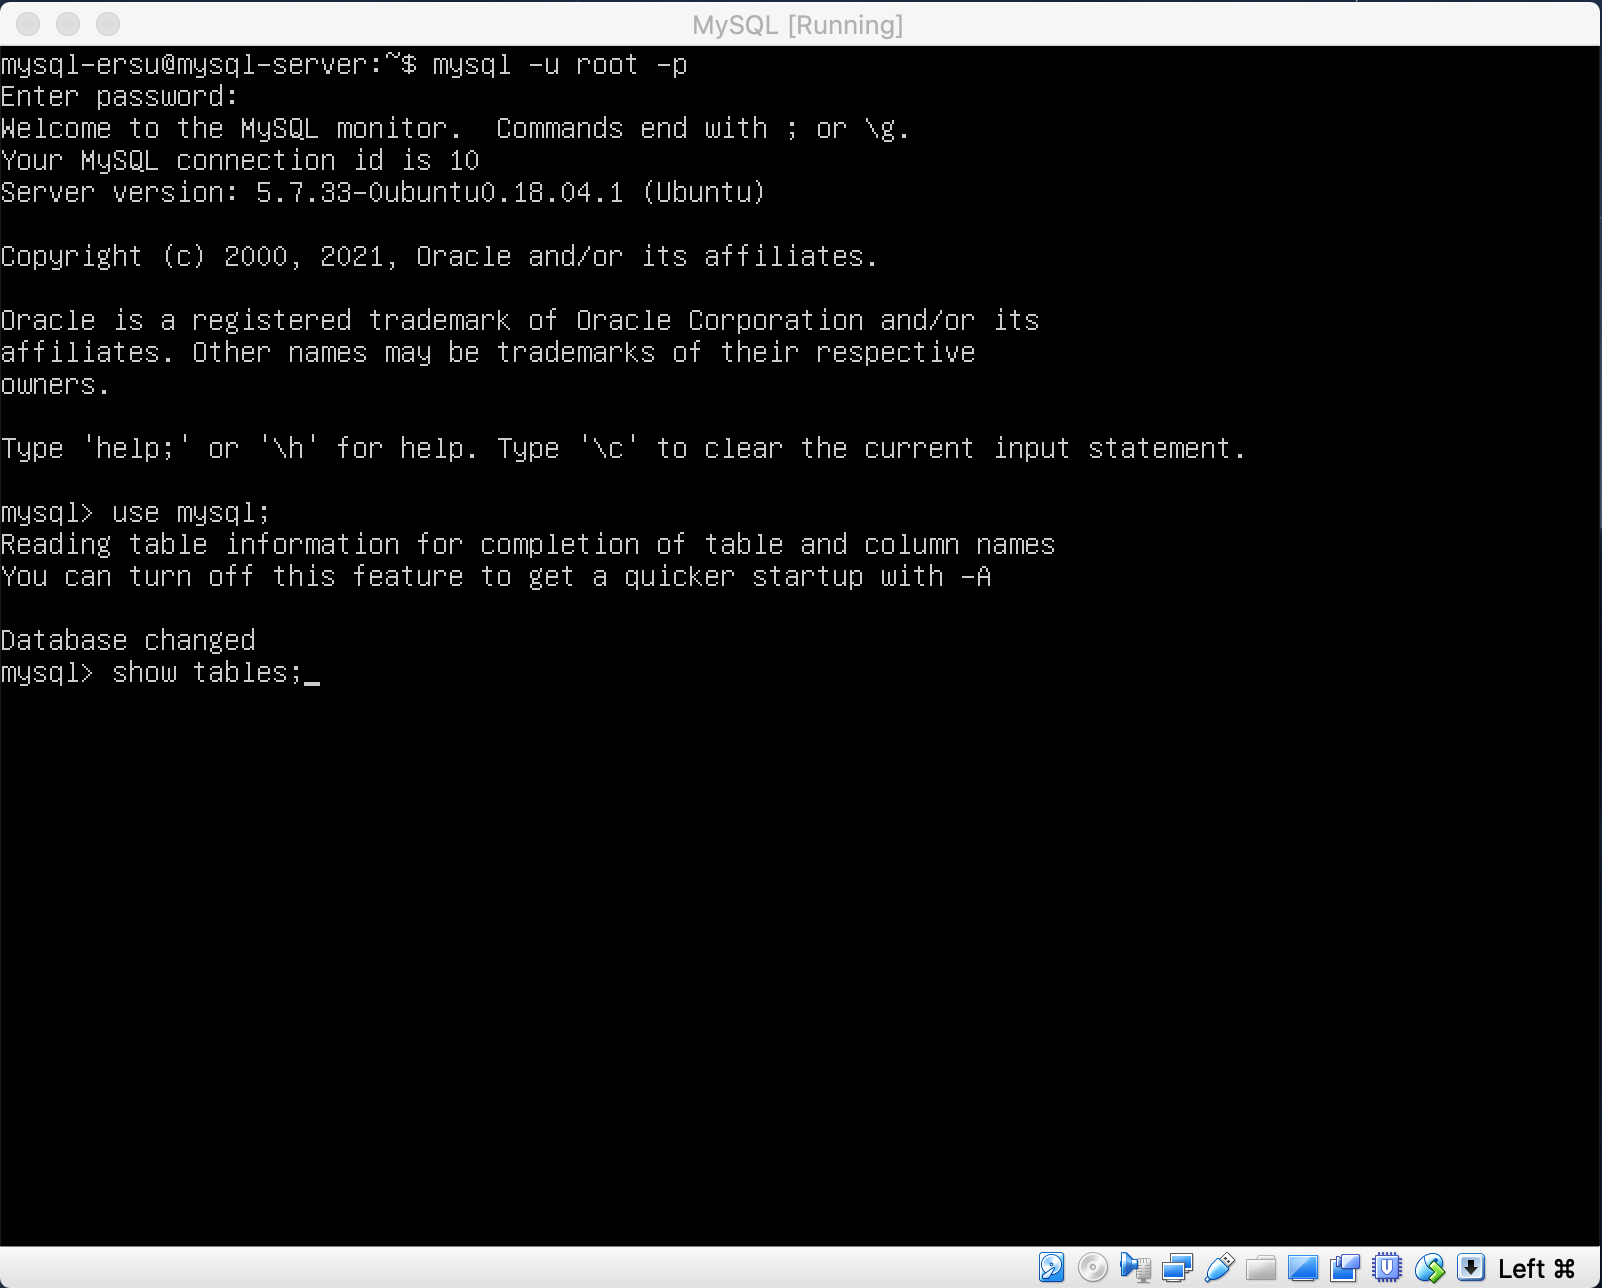 MySQL [Running]
mysql-ersu@mysql-server:~$ mysql -u root -p
Enter password:
Welcome to the MySQL monitor.  Commands end with ; or \g.
Your MySQL connection id is 10
Server version: 5.7.33-0ubuntu0.18.04.1 (Ubuntu)
Copyright (c) 2000, 2021, Oracle and/or its affiliates.
Oracle is a registered trademark of Oracle Corporation and/or its
affiliates. Other names may be trademarks of their respective
owners.
Type 'help;' or '\h' for help. Type '\c' to clear the current input statement.
mysql> use mysql;
Reading table information for completion of table and column names
You can turn off this feature to get a quicker startup with -A
Database changed
mysql> show tables;_
Left ⌘